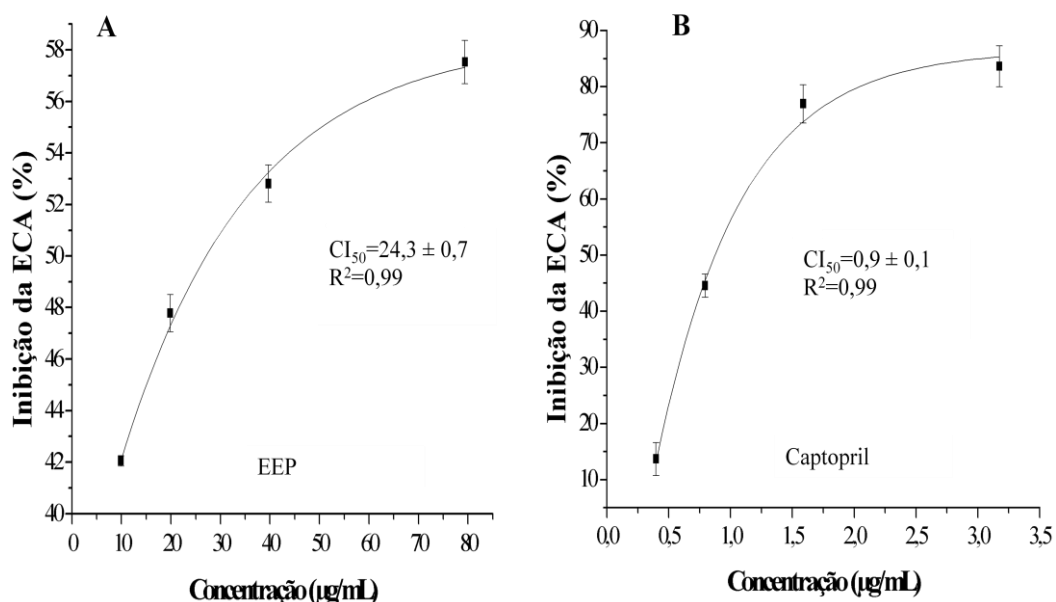 A
58
56
54
52
50
48
46
44
42
40
Inibição da ECA (%)
CI50=24,3 ± 0,7
R²=0,99
EEP
0 10 20 30 40 50 60 70 80
Concentração (µg/mL)
B
90
80
70
60
50
40
30
20
10
Inibição da ECA (%)
CI50=0,9 ± 0,1
R²=0,99
Captopril
0,0 0,5 1,0 1,5 2,0 2,5 3,0 3,5
Concentração (µg/mL)